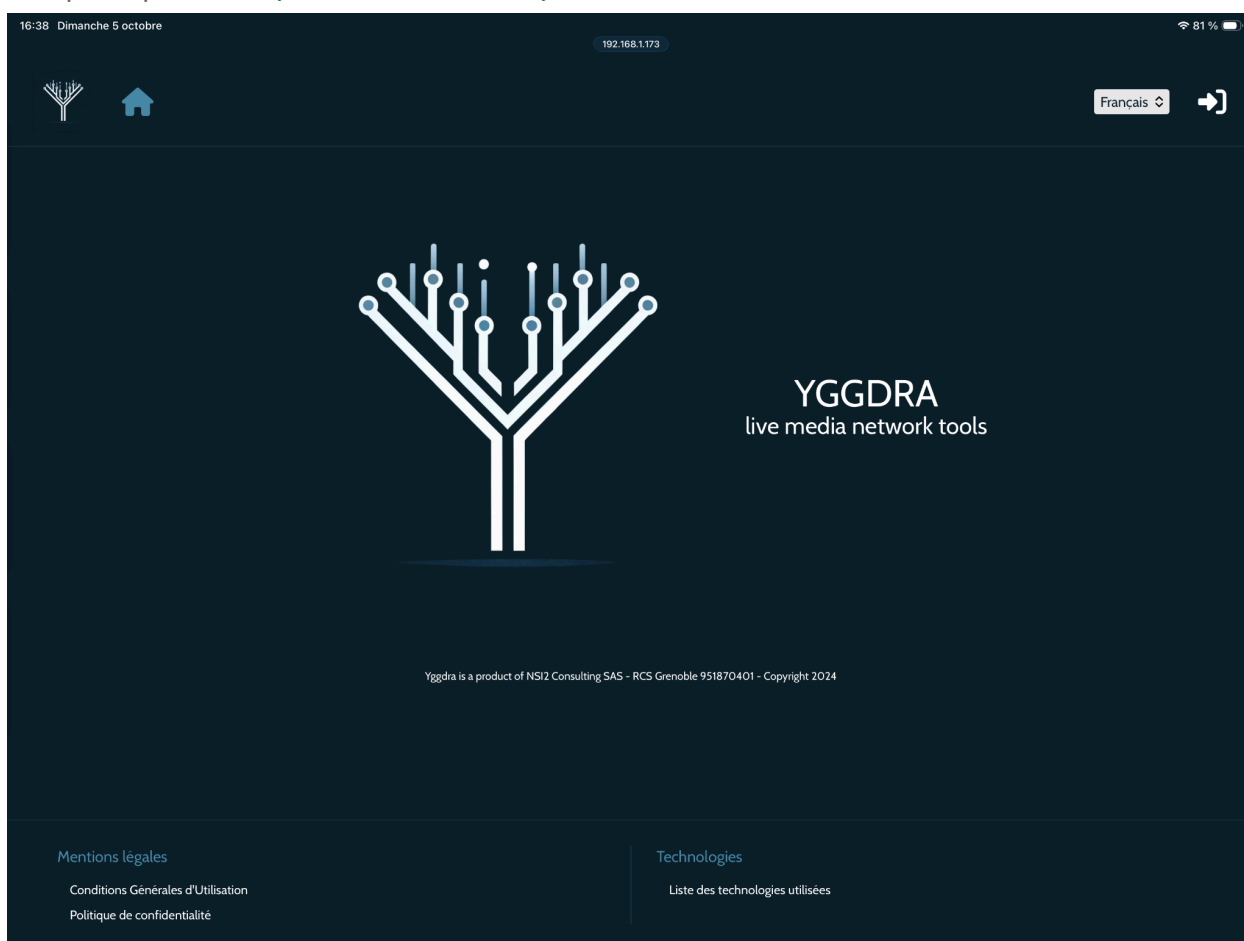 16:38 Dimanche 5 octobre
81 %
192.168.1.173
Français
YGGDRA
live media network tools
Yggdra is a product of NSI2 Consulting SAS - RCS Grenoble 951870401 - Copyright 2024
Mentions légales
Conditions Générales d'Utilisation
Politique de confidentialité
Technologies
Liste des technologies utilisées